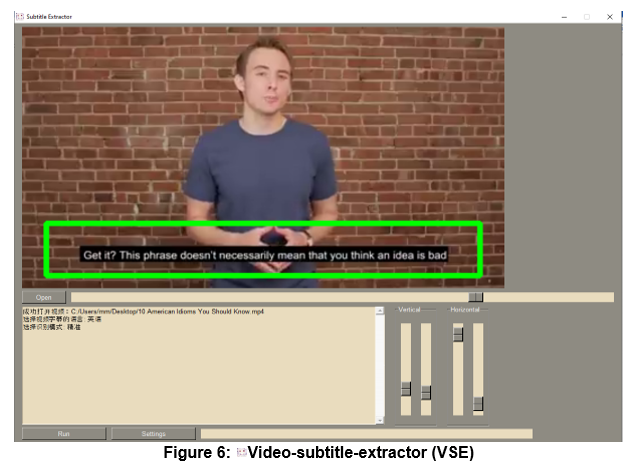 Subtitle Extractor
Get it? This phrase doesn't necessarily mean that you think an idea is bad
Open
成功打开视频：C:/Users/mm/Desktop/10 American Idioms You Should Know.mp4
选择视频字幕的语言: 英语
选择识别模式: 精准
Vertical
Horizontal
Run
Settings
Figure 6: Video-subtitle-extractor (VSE)